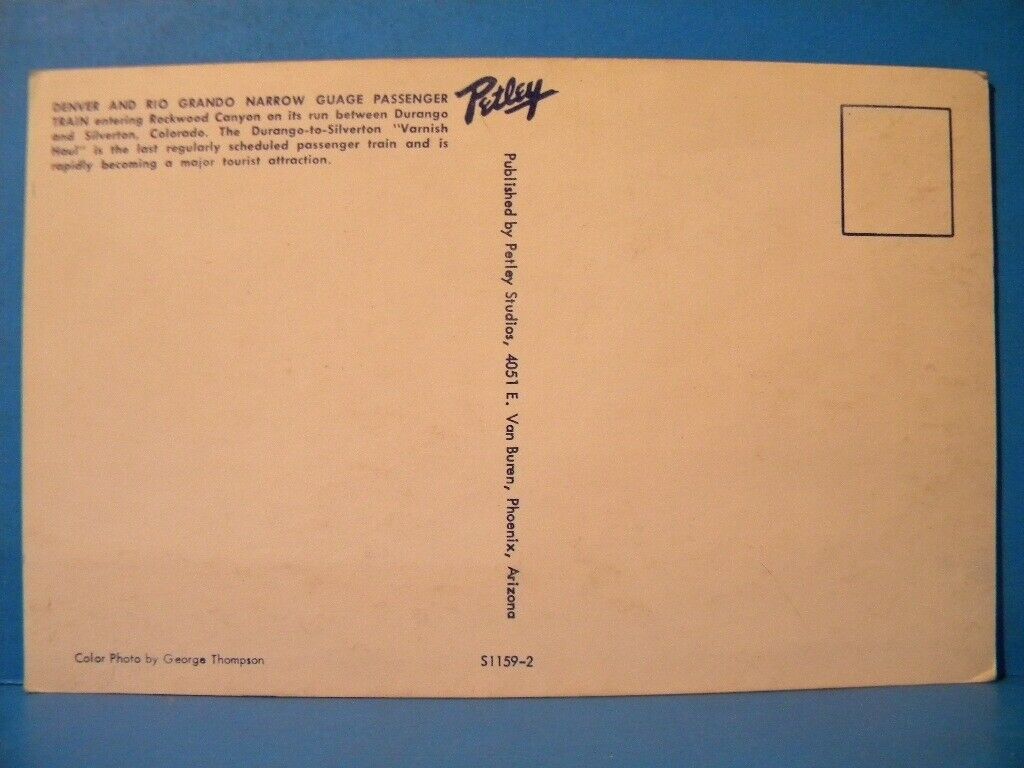 DENVER AND RIO GRANDO NARROW GUAGE PASSENGER
TRAIN entering Rockwood Canyon on its run between Durango
and Silverton, Colorado. The Durango-to-Silverton "Varnish
Haul" is the last regularly scheduled passenger train and is
rapidly becoming a major tourist attraction.
Petley
Published by Petley Studios, 4051 E. Van Buren, Phoenix, Arizona
Color Photo by George Thompson
S1159-2